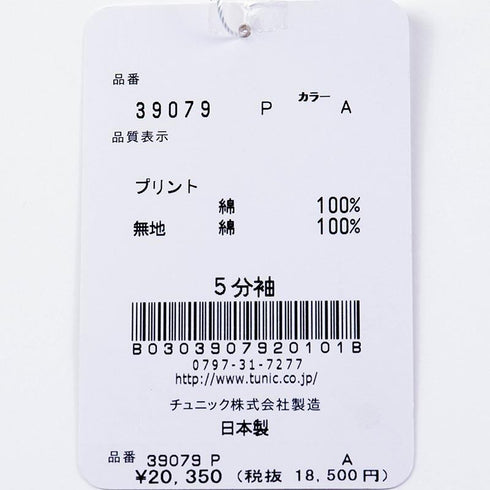 品番
39079 P カラー A
品質表示
プリント
綿 100%
無地 綿 100%
5分袖
B0303907920101B
0797-31-7277
http://www.tunic.co.jp/
チュニック株式会社製造
日本製
品番 39079 P A
¥20,350 (税抜 18,500円)